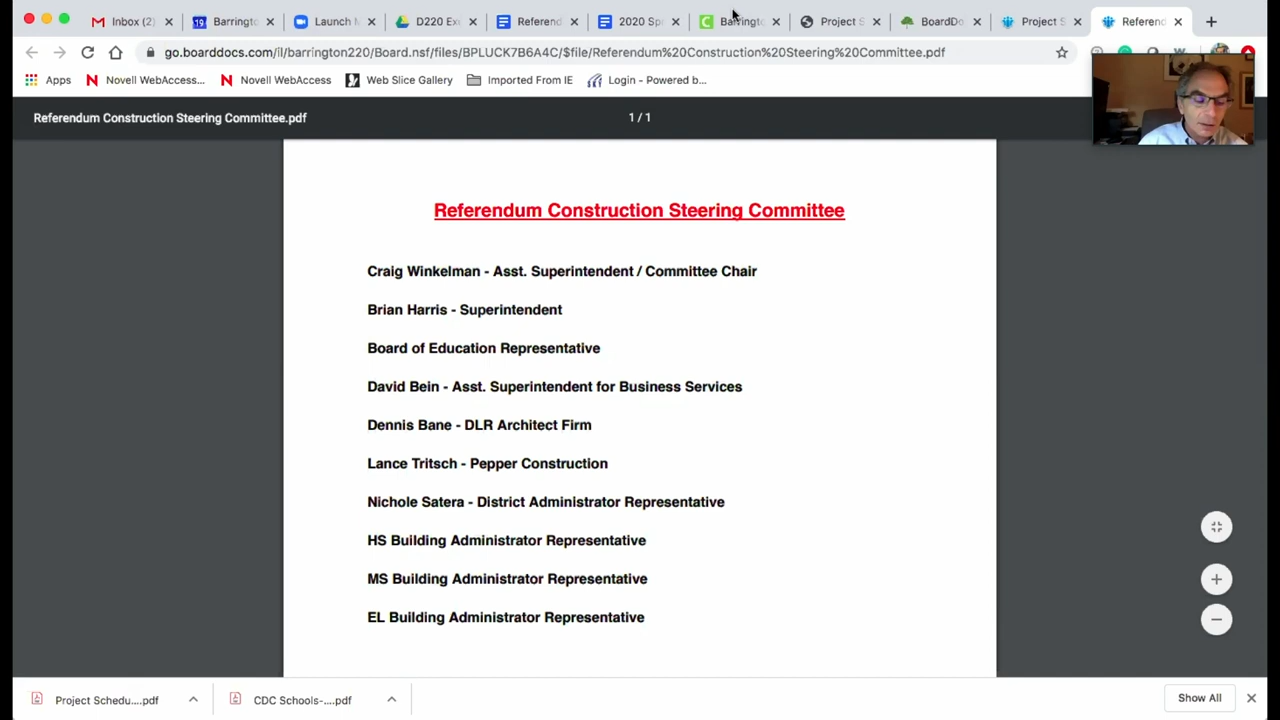 Inbox (2)
Barringto
Launch M
D220 Ex
Referend
2020 Sp
Barringto
Project S
BoardDo
Project S
Referend
go.boarddocs.com/il/barrington220/Board.nsf/files/BPLUCK7B6A4C/$file/Referendum%20Construction%20Steering%20Committee.pdf
Apps
Novell WebAccess...
Novell WebAccess
Web Slice Gallery
Imported From IE
Login - Powered b...
Referendum Construction Steering Committee.pdf
1 / 1
Referendum Construction Steering Committee
Craig Winkelman - Asst. Superintendent / Committee Chair
Brian Harris - Superintendent
Board of Education Representative
David Bein - Asst. Superintendent for Business Services
Dennis Bane - DLR Architect Firm
Lance Tritsch - Pepper Construction
Nichole Satera - District Administrator Representative
HS Building Administrator Representative
MS Building Administrator Representative
EL Building Administrator Representative
Project Schedu....pdf
CDC Schools-....pdf
Show All